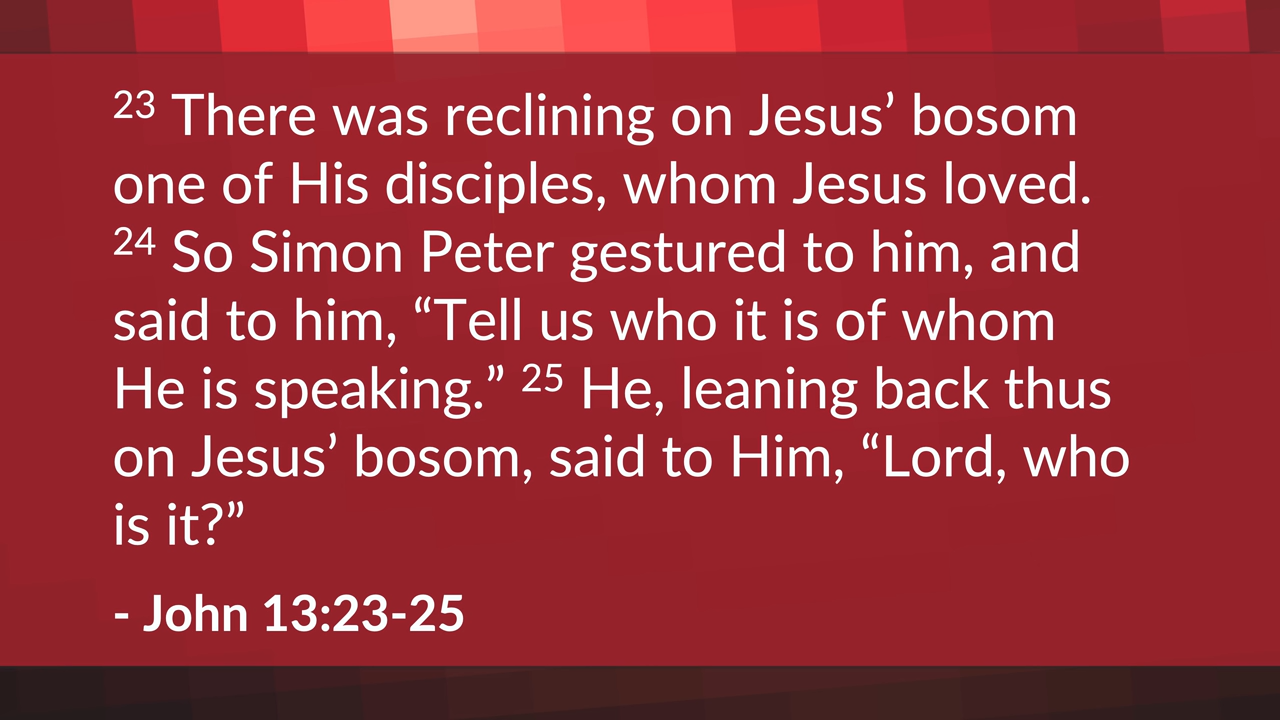 23 There was reclining on Jesus’ bosom
one of His disciples, whom Jesus loved.
24 So Simon Peter gestured to him, and
said to him, “Tell us who it is of whom
He is speaking.” 25 He, leaning back thus
on Jesus’ bosom, said to Him, “Lord, who
is it?”
- John 13:23-25